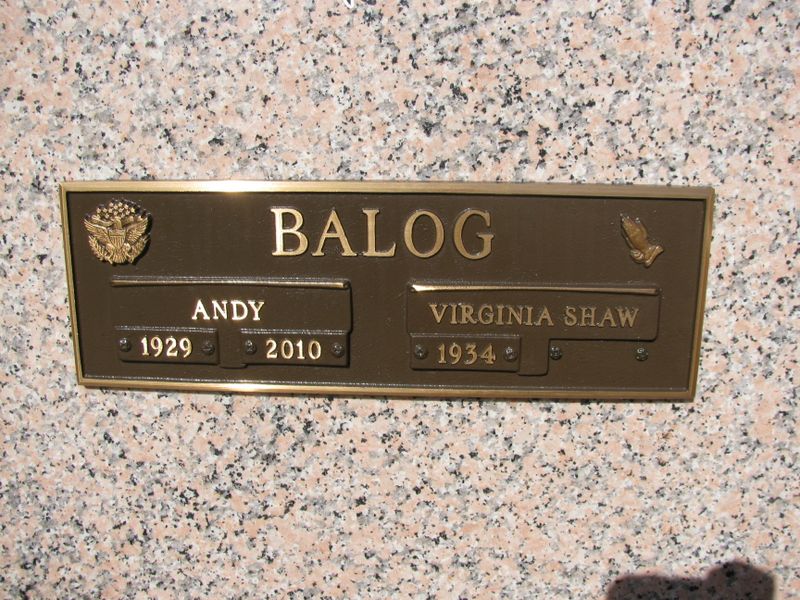 BALOG
ANDY
1929 2010
VIRGINIA SHAW
1934